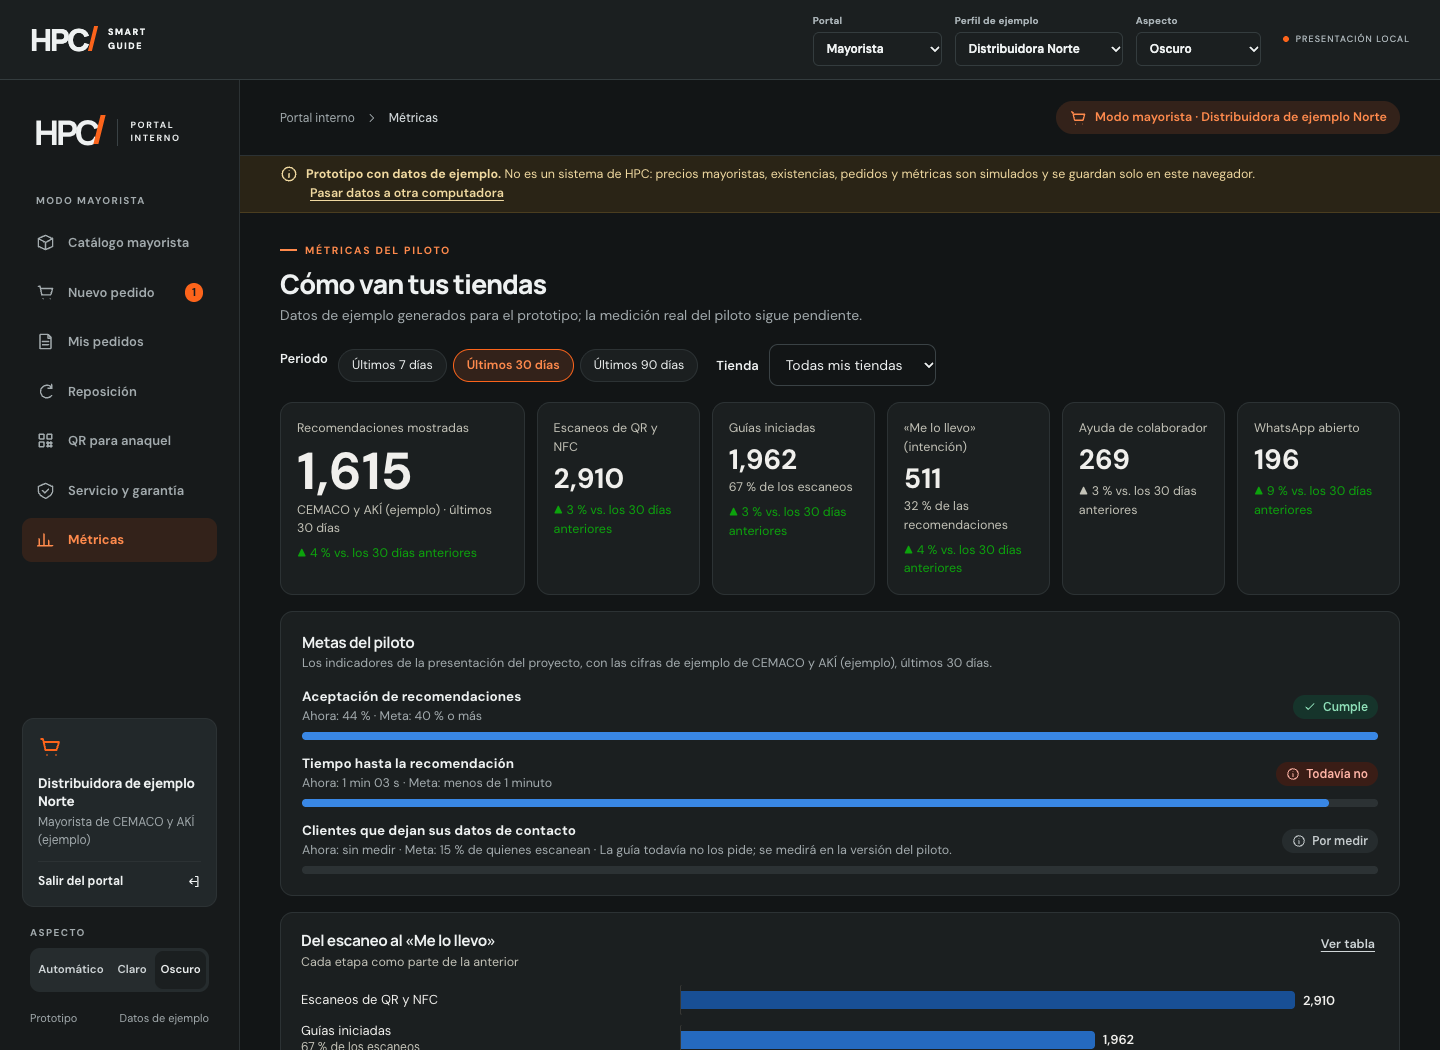 HPC/ SMART GUIDE
Portal
Mayorista
Perfil de ejemplo
Distribuidora Norte
Aspecto
Oscuro
PRESENTACIÓN LOCAL
HPC/ PORTAL INTERNO
MODO MAYORISTA
Catálogo mayorista
Nuevo pedido 1
Mis pedidos
Reposición
QR para anaquel
Servicio y garantía
Métricas
Distribuidora de ejemplo
Norte
Mayorista de CEMACO y AKÍ
(ejemplo)
Salir del portal
ASPECTO
Automático Claro Oscuro
Prototipo Datos de ejemplo
Portal interno > Métricas
Modo mayorista · Distribuidora de ejemplo Norte
Prototipo con datos de ejemplo. No es un sistema de HPC: precios mayoristas, existencias, pedidos y métricas son simulados y se guardan solo en este navegador.
Pasar datos a otra computadora
MÉTRICAS DEL PILOTO
Cómo van tus tiendas
Datos de ejemplo generados para el prototipo; la medición real del piloto sigue pendiente.
Periodo Últimos 7 días Últimos 30 días Últimos 90 días Tienda Todas mis tiendas
Recomendaciones mostradas
1,615
CEMACO y AKÍ (ejemplo) · últimos
30 días
▲ 4 % vs. los 30 días anteriores
Escaneos de QR y
NFC
2,910
▲ 3 % vs. los 30 días
anteriores
Guías iniciadas
1,962
67 % de los escaneos
▲ 3 % vs. los 30 días
anteriores
«Me lo llevo»
(intención)
511
32 % de las
recomendaciones
▲ 4 % vs. los 30 días
anteriores
Ayuda de colaborador
269
▲ 3 % vs. los 30 días
anteriores
WhatsApp abierto
196
▲ 9 % vs. los 30 días
anteriores
Metas del piloto
Los indicadores de la presentación del proyecto, con las cifras de ejemplo de CEMACO y AKÍ (ejemplo), últimos 30 días.
Aceptación de recomendaciones
Ahora: 44 % · Meta: 40 % o más
Cumple
Tiempo hasta la recomendación
Ahora: 1 min 03 s · Meta: menos de 1 minuto
Todavía no
Clientes que dejan sus datos de contacto
Ahora: sin medir · Meta: 15 % de quienes escanean · La guía todavía no los pide; se medirá en la versión del piloto.
Por medir
Del escaneo al «Me lo llevo»
Cada etapa como parte de la anterior
Ver tabla
Escaneos de QR y NFC 2,910
Guías iniciadas
67 % de los escaneos
1,962